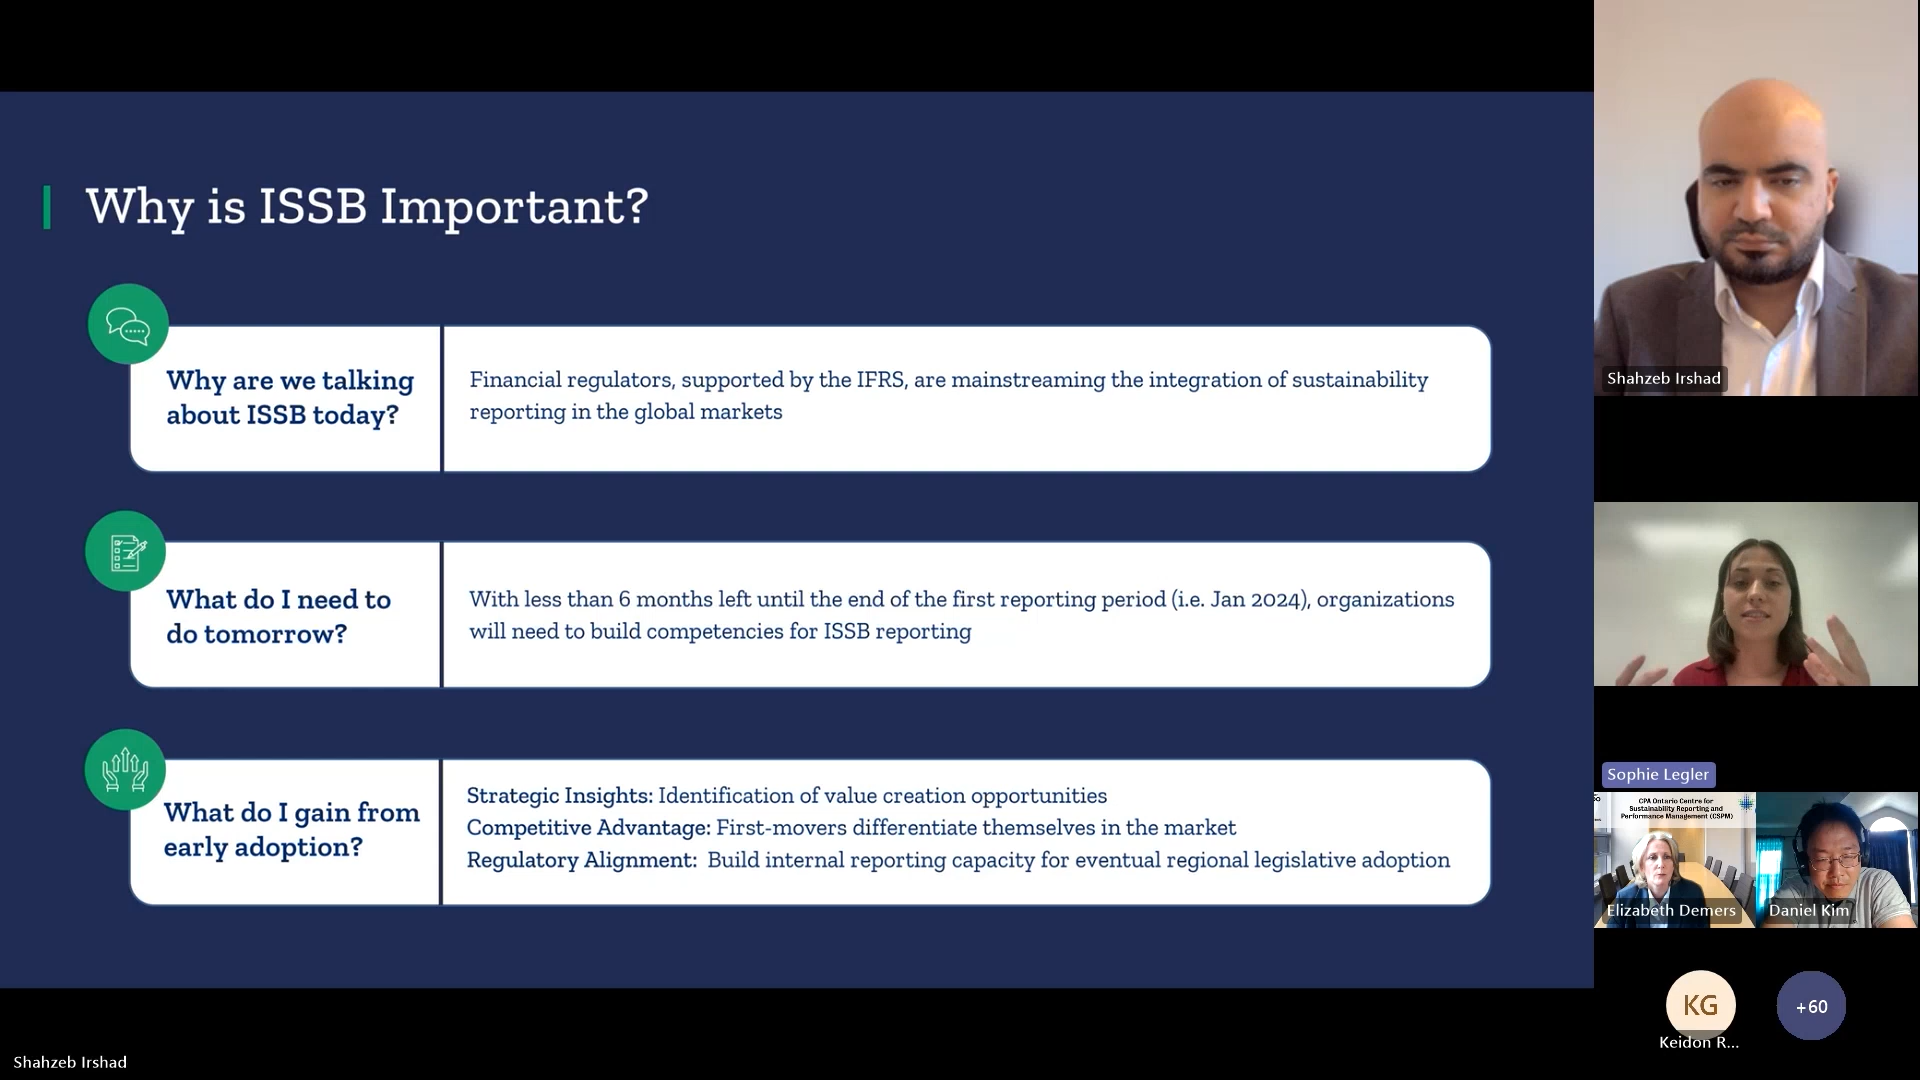 Why is ISSB Important?
Why are we talking
about ISSB today?
Financial regulators, supported by the IFRS, are mainstreaming the integration of sustainability
reporting in the global markets
What do I need to
do tomorrow?
With less than 6 months left until the end of the first reporting period (i.e. Jan 2024), organizations
will need to build competencies for ISSB reporting
What do I gain from
early adoption?
Strategic Insights: Identification of value creation opportunities
Competitive Advantage: First-movers differentiate themselves in the market
Regulatory Alignment: Build internal reporting capacity for eventual regional legislative adoption
Shahzeb Irshad
Shahzeb Irshad
Sophie Legler
CPA Ontario Centre for
Sustainability Reporting and
Performance Management (CSPM)
Elizabeth Demers
Daniel Kim
KG
+60
Keidon R...